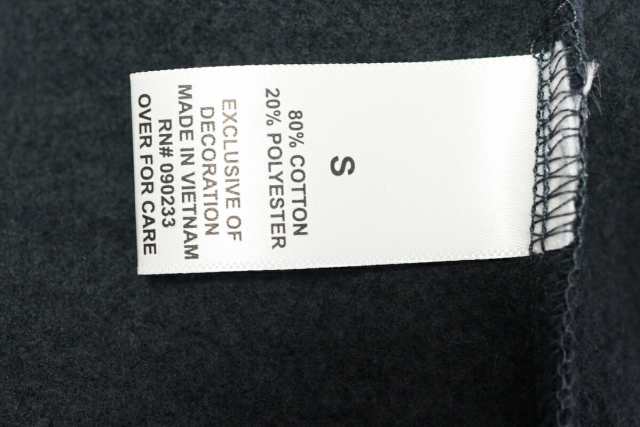 S
80% COTTON
20% POLYESTER
EXCLUSIVE OF
DECORATION
MADE IN VIETNAM
RN# 090233
OVER FOR CARE